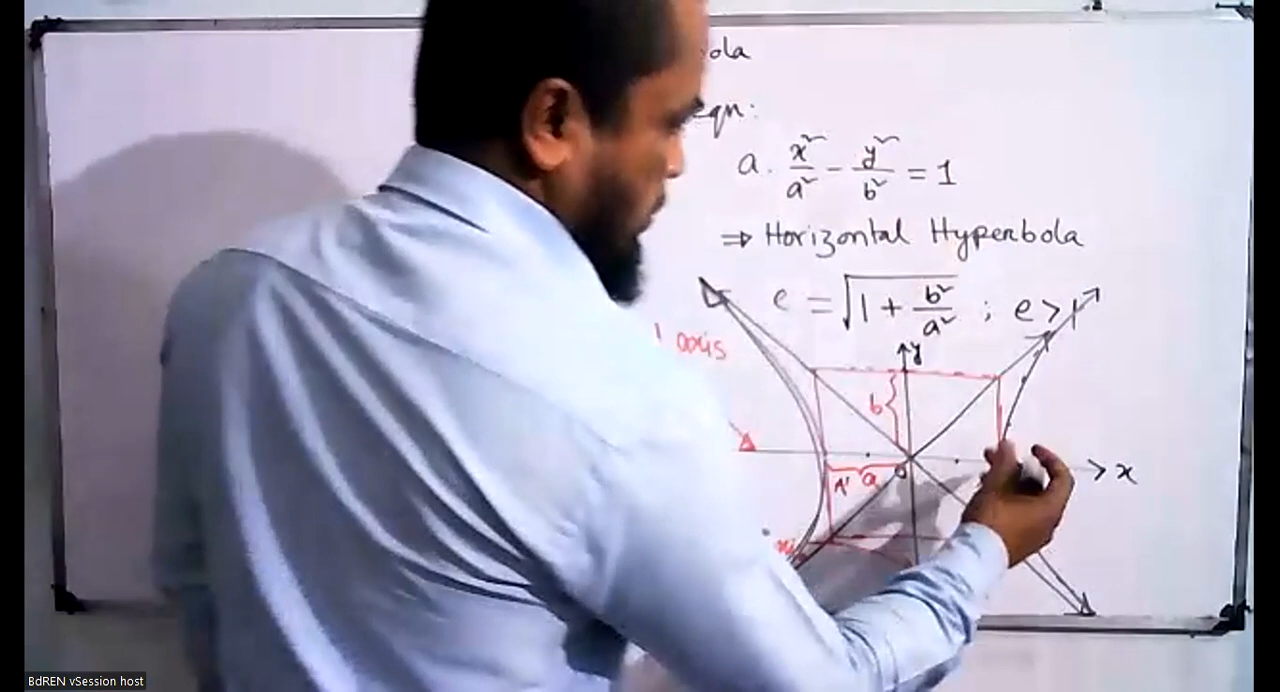 ola
eqn:
a. x²/a² - y²/b² = 1
⇒ Horizontal Hyperbola
e = √(1 + b²/a²) ; e > 1
axis
y
b
x
A' a
BdREN vSession host